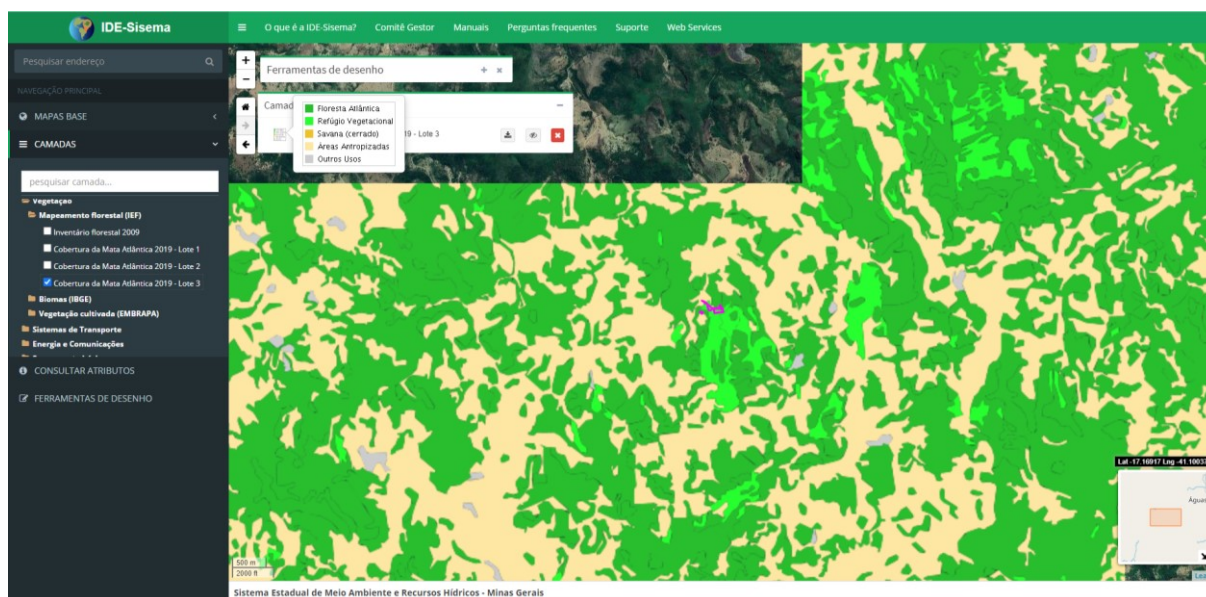 IDE-Sisema
O que é a IDE-Sisema? Comitê Gestor Manuais Perguntas frequentes Suporte Web Services
Pesquisar endereço
NAVEGAÇÃO PRINCIPAL
MAPAS BASE
CAMADAS
pesquisar camada...
Vegetação
Mapeamento florestal (IEF)
Inventário florestal 2009
Cobertura da Mata Atlântica 2019 - Lote 1
Cobertura da Mata Atlântica 2019 - Lote 2
Cobertura da Mata Atlântica 2019 - Lote 3
Biomas (IBGE)
Vegetação cultivada (EMBRAPA)
Sistemas de Transporte
Energia e Comunicações
CONSULTAR ATRIBUTOS
FERRAMENTAS DE DESENHO
+
−
Ferramentas de desenho + ×
Camad
Floresta Atlântica
Refúgio Vegetacional
Savana (cerrado)
Áreas Antropizadas
Outros Usos
19 - Lote 3
Lat -17.16917 Lng -41.10037
Águas
500 m
2000 ft
Lea
Sistema Estadual de Meio Ambiente e Recursos Hídricos - Minas Gerais